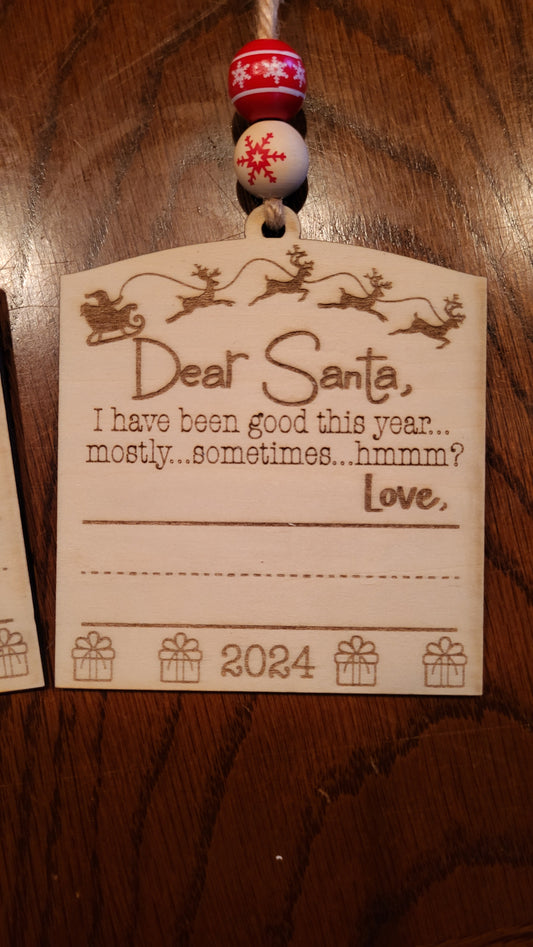 Dear Santa,
I have been good this year...
mostly...sometimes...hmmm?
Love,
2024